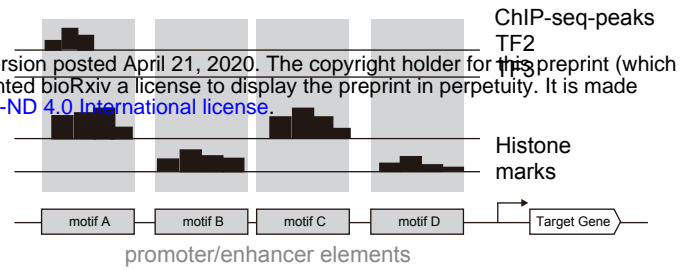 ChIP-seq-peaks
TF2
rsion posted April 21, 2020. The copyright holder for this preprint (which
TF3
nted bioRxiv a license to display the preprint in perpetuity. It is made
-ND 4.0 International license.
Histone
marks
motif A motif B motif C motif D Target Gene
promoter/enhancer elements